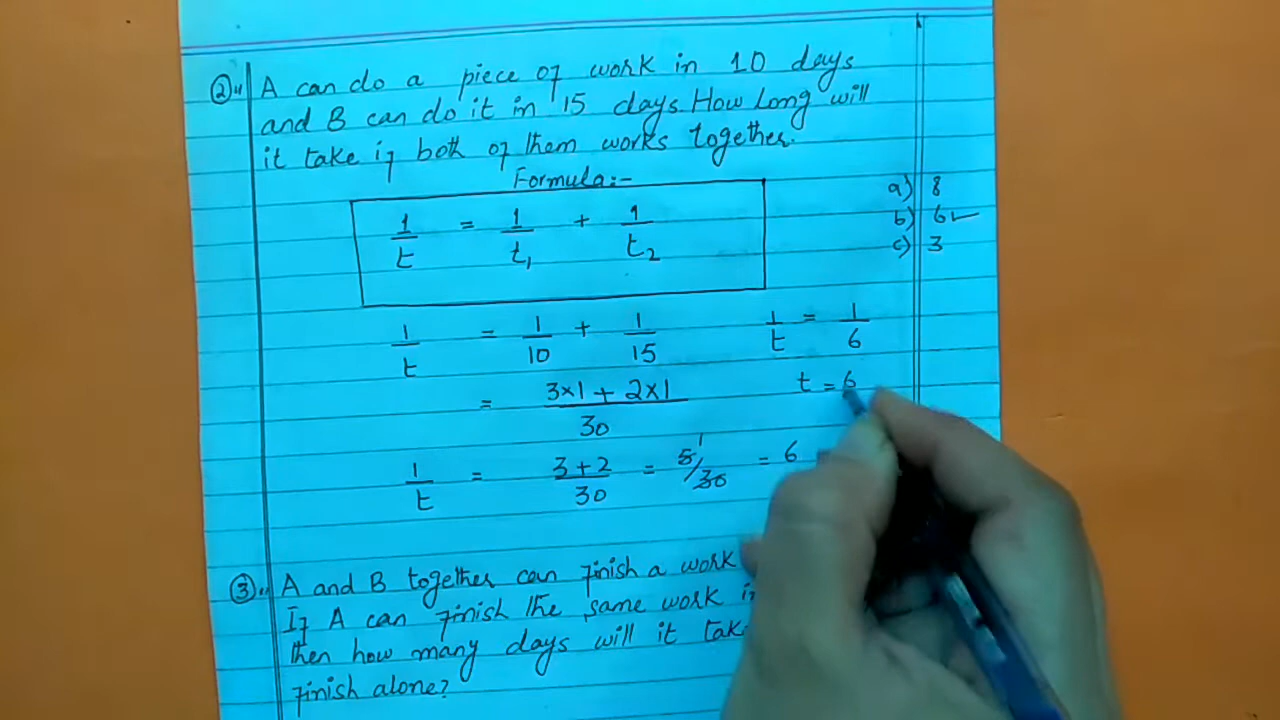 ②" A can do a piece of work in 10 days
and B can do it in 15 days How long will
it take if both of them works together.
Formula:-
1/t = 1/t₁ + 1/t₂
a) 8
b) 6 ✓
c) 3
1/t = 1/10 + 1/15
= 3×1 + 2×1 / 30
1/t = 3+2 / 30 = 5/30 1 = 6
1/t = 1/6
t = 6
③" A and B together can finish a work
If A can finish the same work
then how many days will it
finish alone?